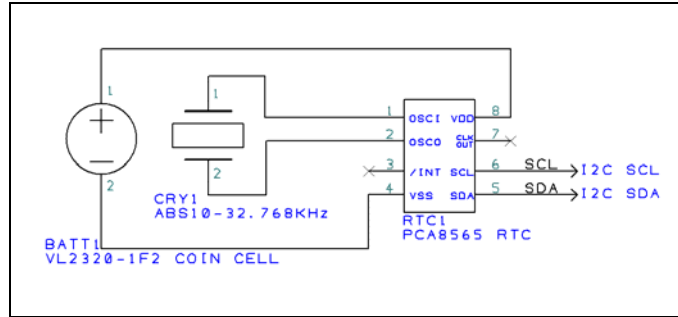 1
1
1 OSCI VDD 8
2 OSCO CLK OUT 7
3 /INT SCL 6 SCL I2C SCL
4 VSS SDA 5 SDA I2C SDA
2
2
CRY1
ABS10-32.768KHz
RTC1
PCA8565 RTC
BATT1
VL2320-1F2 COIN CELL